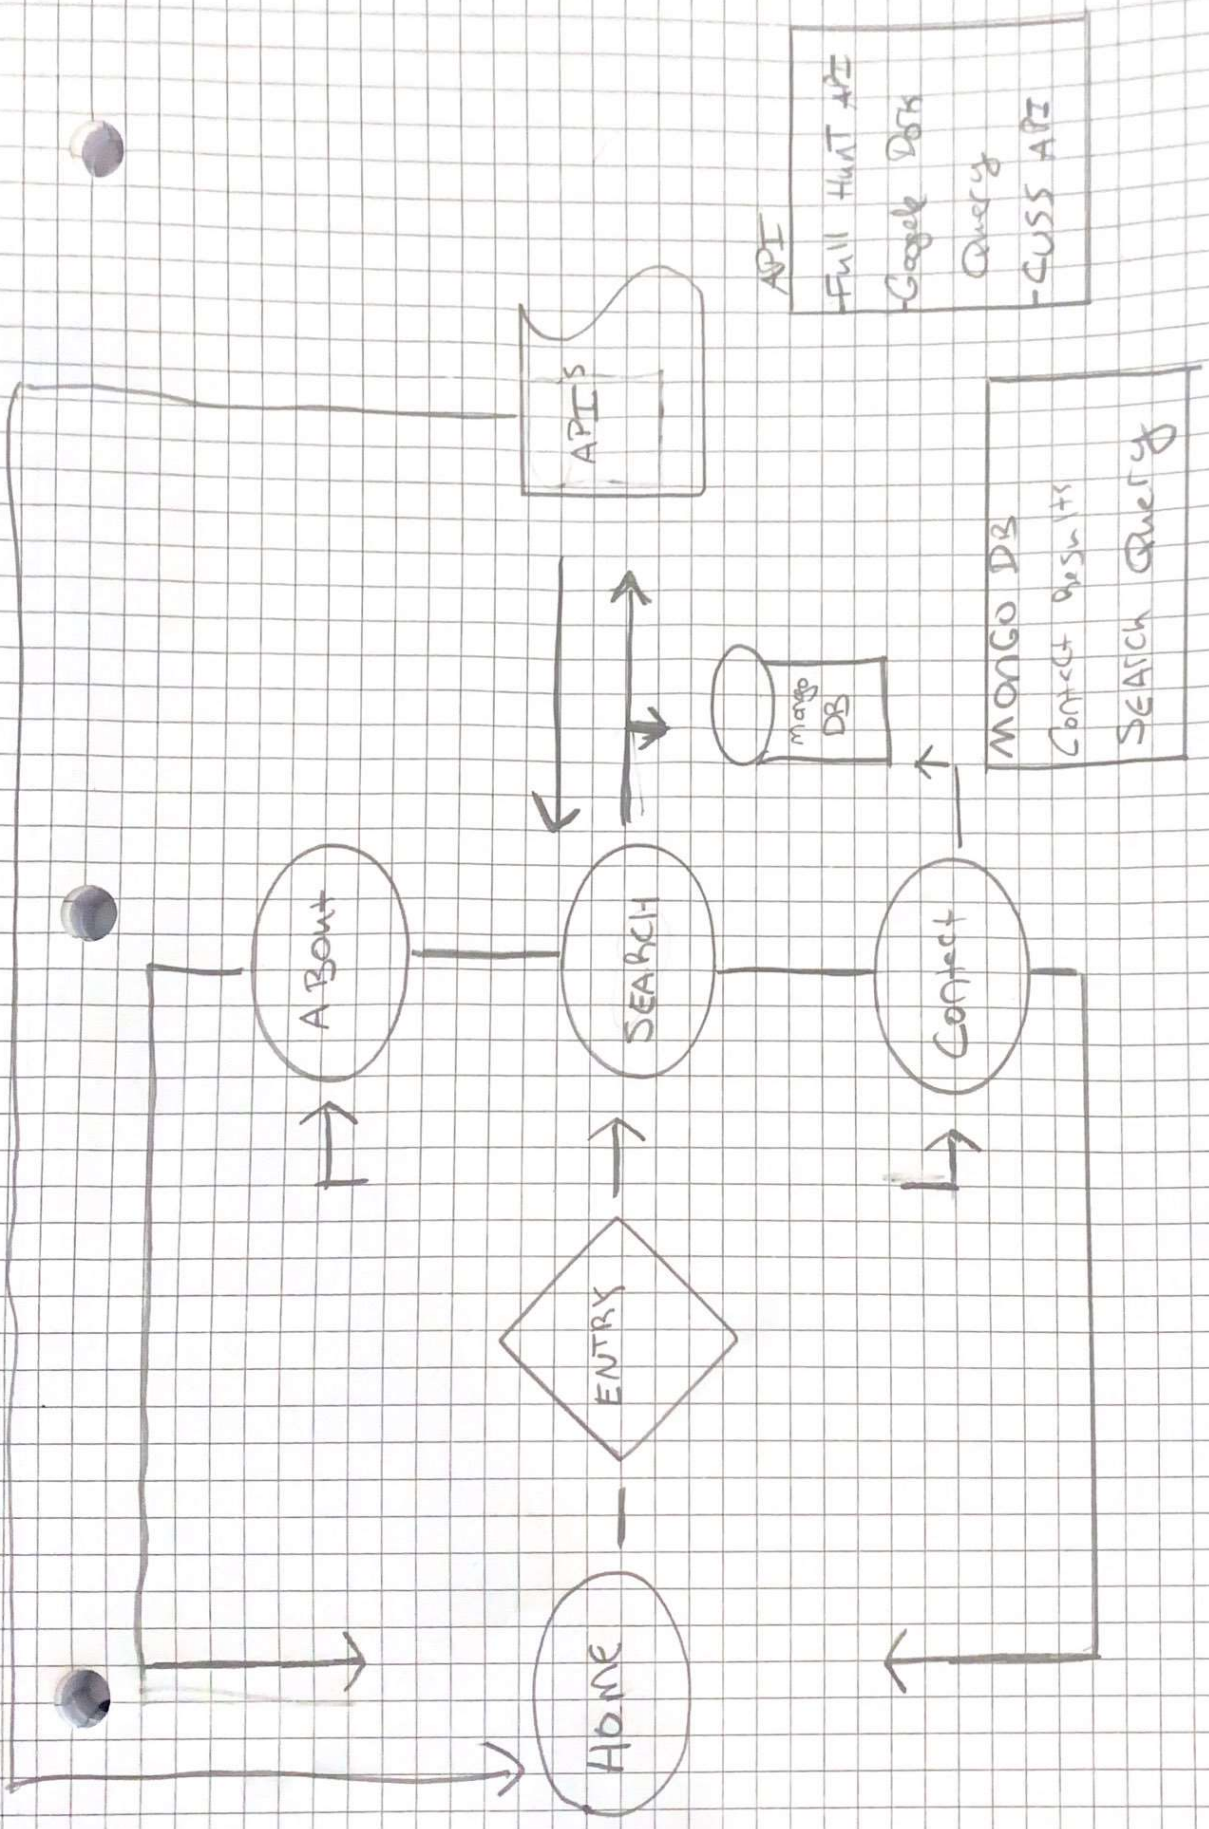 HOME
ENTRY
ABOUT
SEARCH
Contact
API'S
Mongo
DB
MONGO DB
Contact Results
SEARCH Query
API
-Full HunT API
-Google Dork
Query
-CVSS API